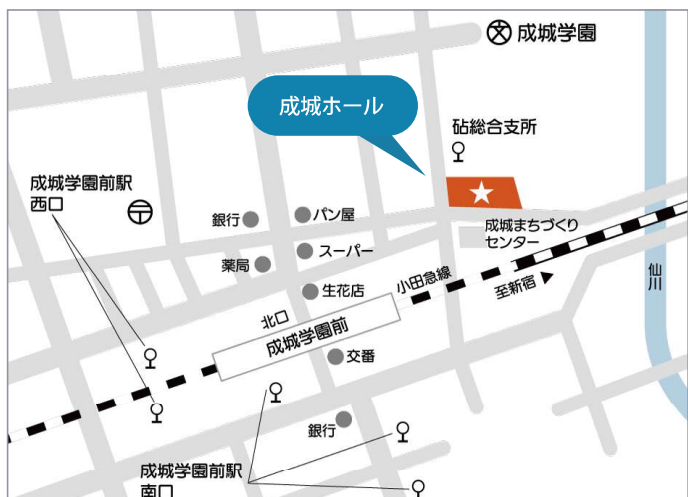 成城学園
成城ホール
砧総合支所
成城学園前駅
西口
銀行
パン屋
成城まちづくり
センター
薬局
スーパー
仙川
生花店
小田急線
至新宿
北口
成城学園前
交番
銀行
成城学園前駅
南口